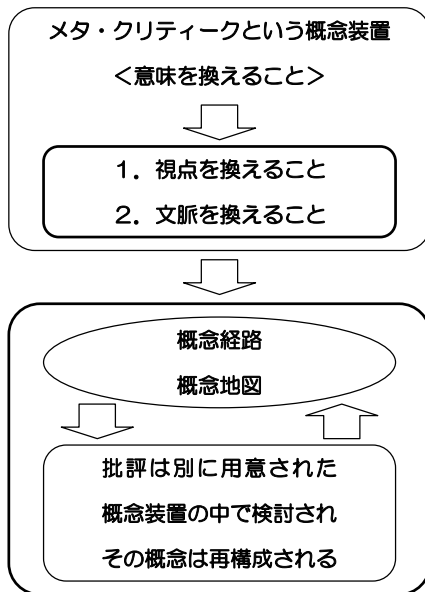 メタ・クリティークという概念装置
<意味を換えること>
1．視点を換えること
2．文脈を換えること
概念経路
概念地図
批評は別に用意された
概念装置の中で検討され
その概念は再構成される